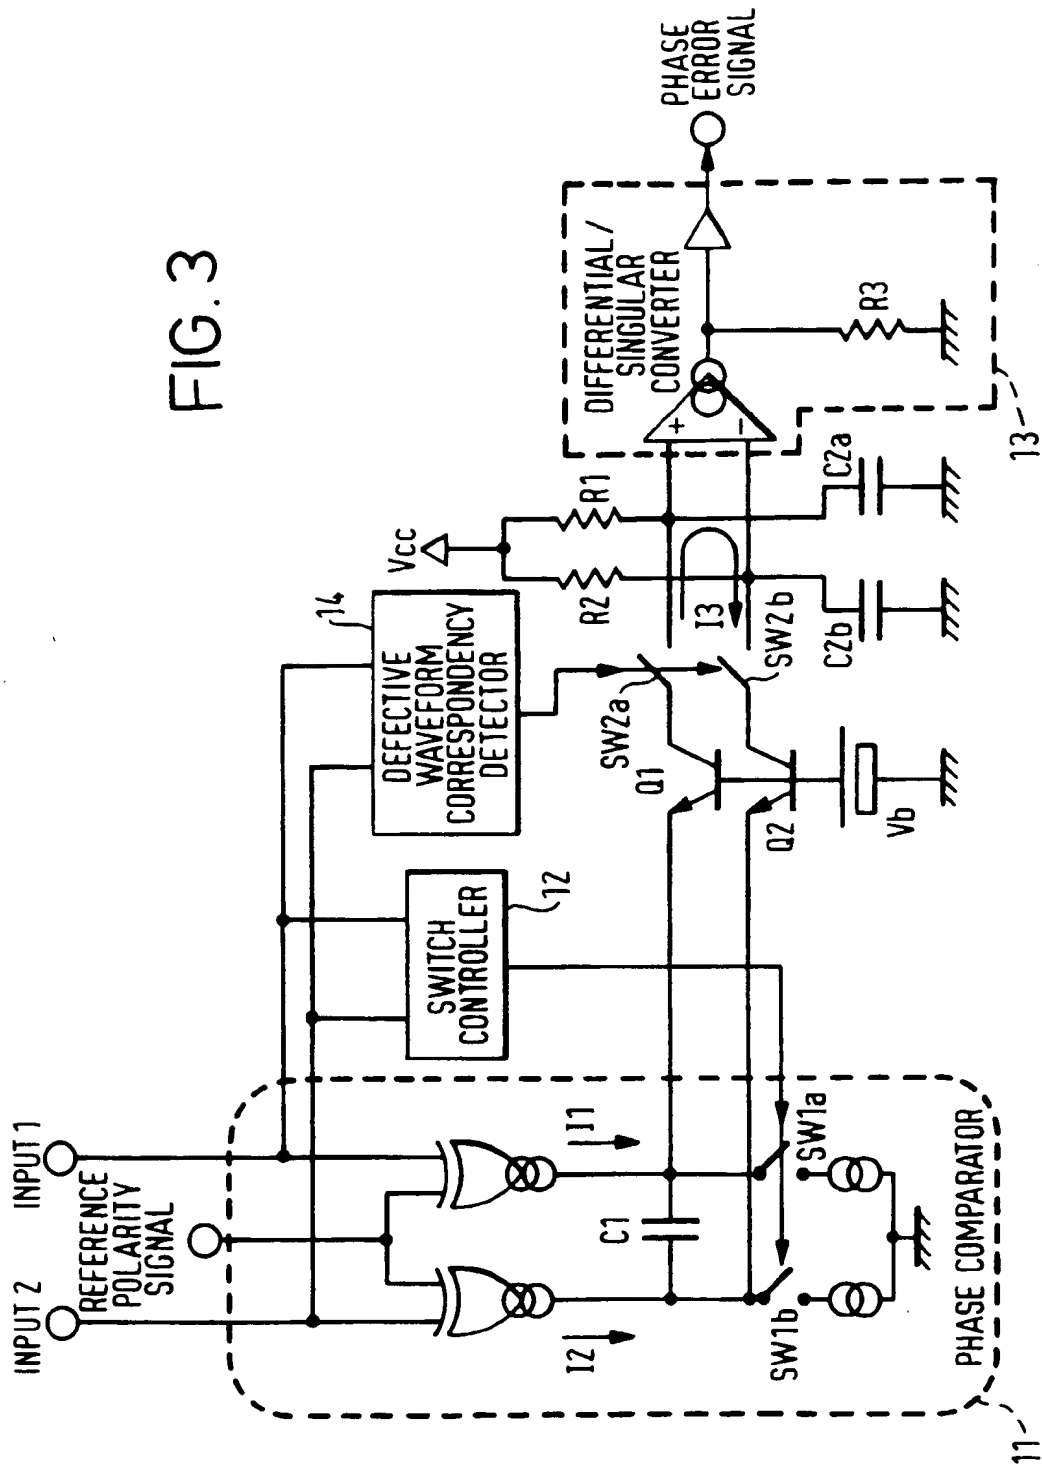 FIG. 3
INPUT 1
REFERENCE
POLARITY
SIGNAL
INPUT 2
I1
I2
C1
SW1a
SW1b
PHASE COMPARATOR
11
SWITCH
CONTROLLER
12
DEFECTIVE
WAVEFORM
CORRESPONDENCY
DETECTOR
14
SW2a
SW2b
Q1
Q2
Vb
Vcc
R1
R2
I3
C2a
C2b
DIFFERENTIAL/
SINGULAR
CONVERTER
+
−
R3
13
PHASE
ERROR
SIGNAL